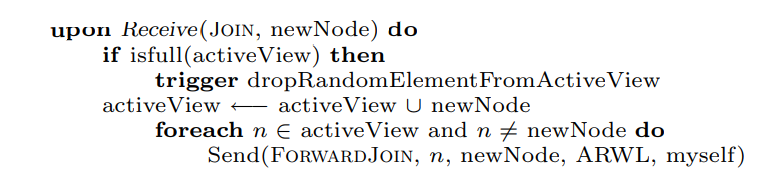 upon Receive(JOIN, newNode) do
if isfull(activeView) then
trigger dropRandomElementFromActiveView
activeView ⟵ activeView ∪ newNode
foreach n ∈ activeView and n ≠ newNode do
Send(FORWARDJOIN, n, newNode, ARWL, myself)